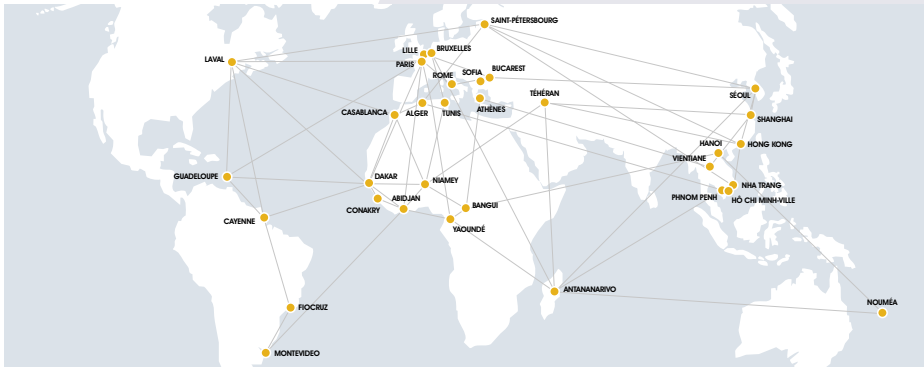 SAINT-PÉTERSBOURG
LAVAL
LILLE
BRUXELLES
PARIS
ROME
SOFIA
BUCAREST
SÉOUL
TÉHÉRAN
CASABLANCA
ALGER
TUNIS
ATHÈNES
SHANGHAI
HANOI
HONG KONG
VIENTIANE
GUADELOUPE
DAKAR
NIAMEY
NHA TRANG
PHNOM PENH
HÔ CHI MINH-VILLE
CONAKRY
ABIDJAN
BANGUI
CAYENNE
YAOUNDÉ
ANTANANARIVO
NOUMÉA
FIOCRUZ
MONTEVIDEO